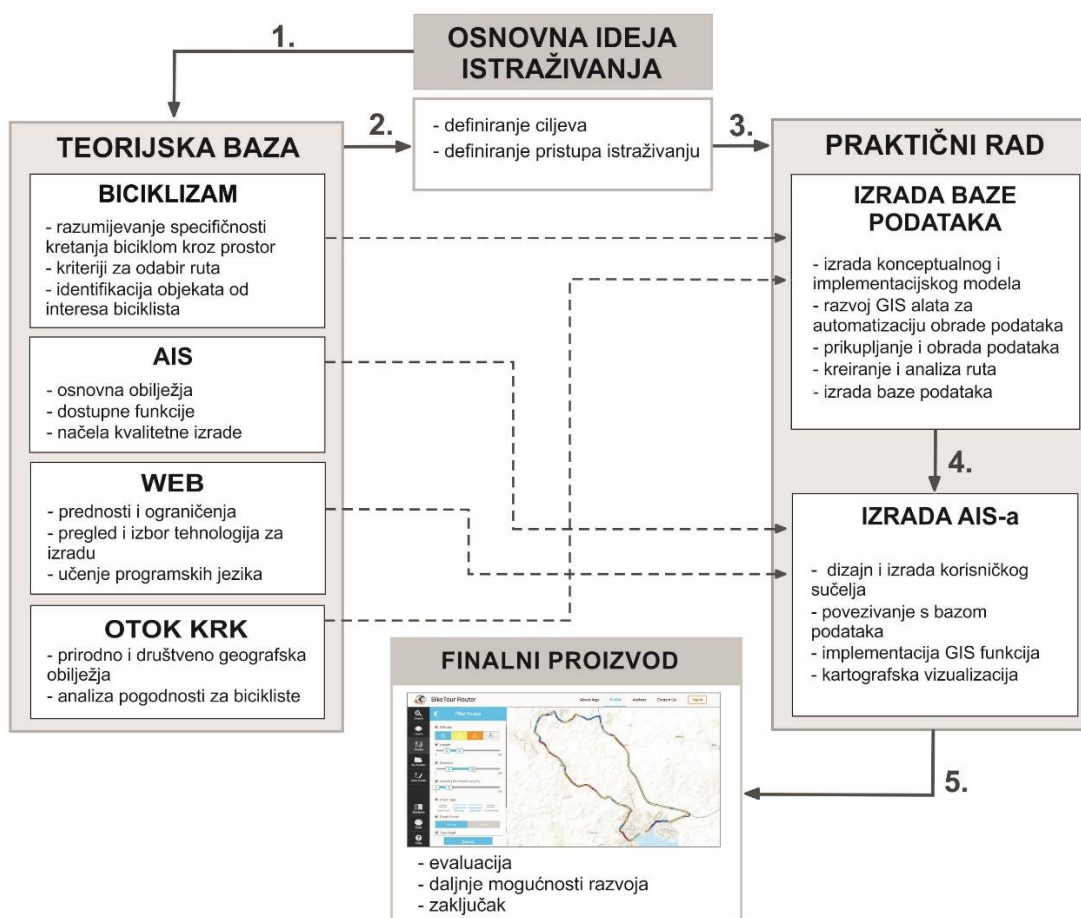 1.
OSNOVNA IDEJA
ISTRAŽIVANJA
2.
- definiranje ciljeva
- definiranje pristupa istraživanju
3.
TEORIJSKA BAZA
BICIKLIZAM
- razumijevanje specifičnosti
kretanja biciklom kroz prostor
- kriteriji za odabir ruta
- identifikacija objekata od
interesa biciklista
AIS
- osnovna obilježja
- dostupne funkcije
- načela kvalitetne izrade
WEB
- prednosti i ograničenja
- pregled i izbor tehnologija za
izradu
- učenje programskih jezika
OTOK KRK
- prirodno i društveno geografska
obilježja
- analiza pogodnosti za bicikliste
PRAKTIČNI RAD
IZRADA BAZE
PODATAKA
- izrada konceptualnog i
implementacijskog modela
- razvoj GIS alata za
automatizaciju obrade podataka
- prikupljanje i obrada podataka
- kreiranje i analiza ruta
- izrada baze podataka
4.
IZRADA AIS-a
- dizajn i izrada korisničkog
sučelja
- povezivanje s bazom
podataka
- implementacija GIS funkcija
- kartografska vizualizacija
5.
FINALNI PROIZVOD
BikeTour Router
Contact Us
Bike Routes
- evaluacija
- daljnje mogućnosti razvoja
- zaključak